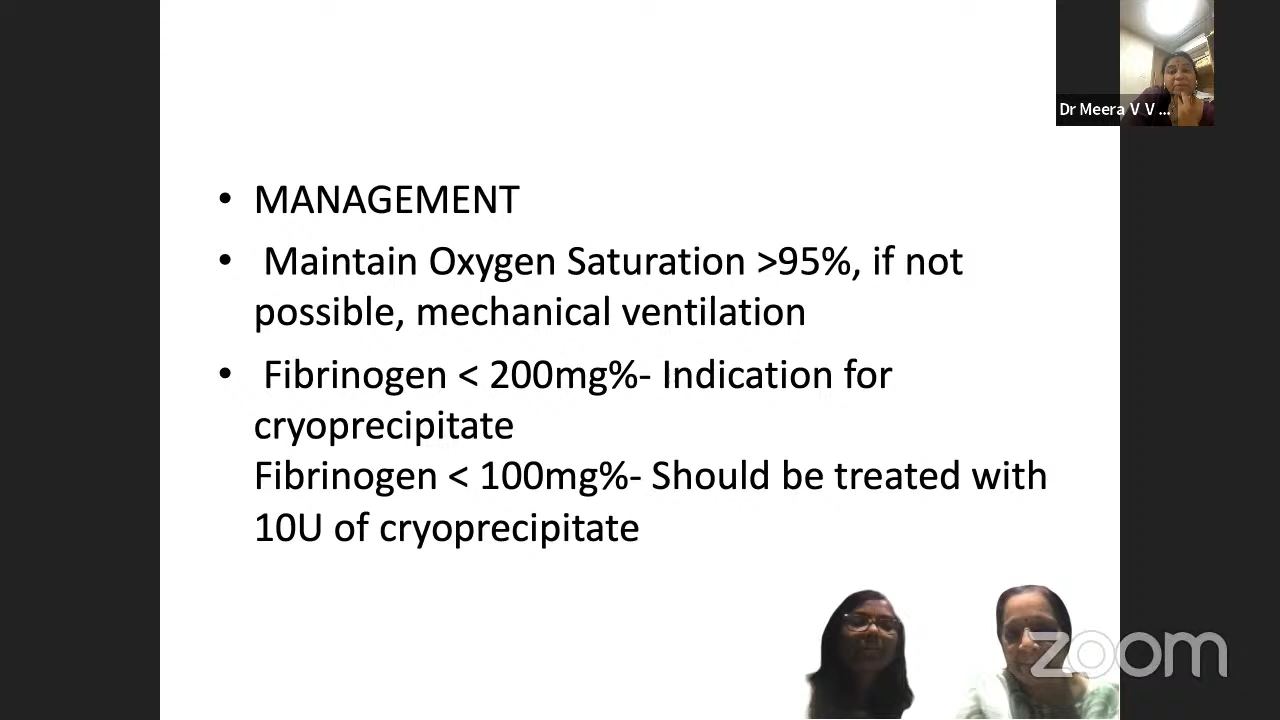 Dr Meera V V ...
• MANAGEMENT
• Maintain Oxygen Saturation >95%, if not
possible, mechanical ventilation
• Fibrinogen < 200mg%- Indication for
cryoprecipitate
Fibrinogen < 100mg%- Should be treated with
10U of cryoprecipitate
zoom